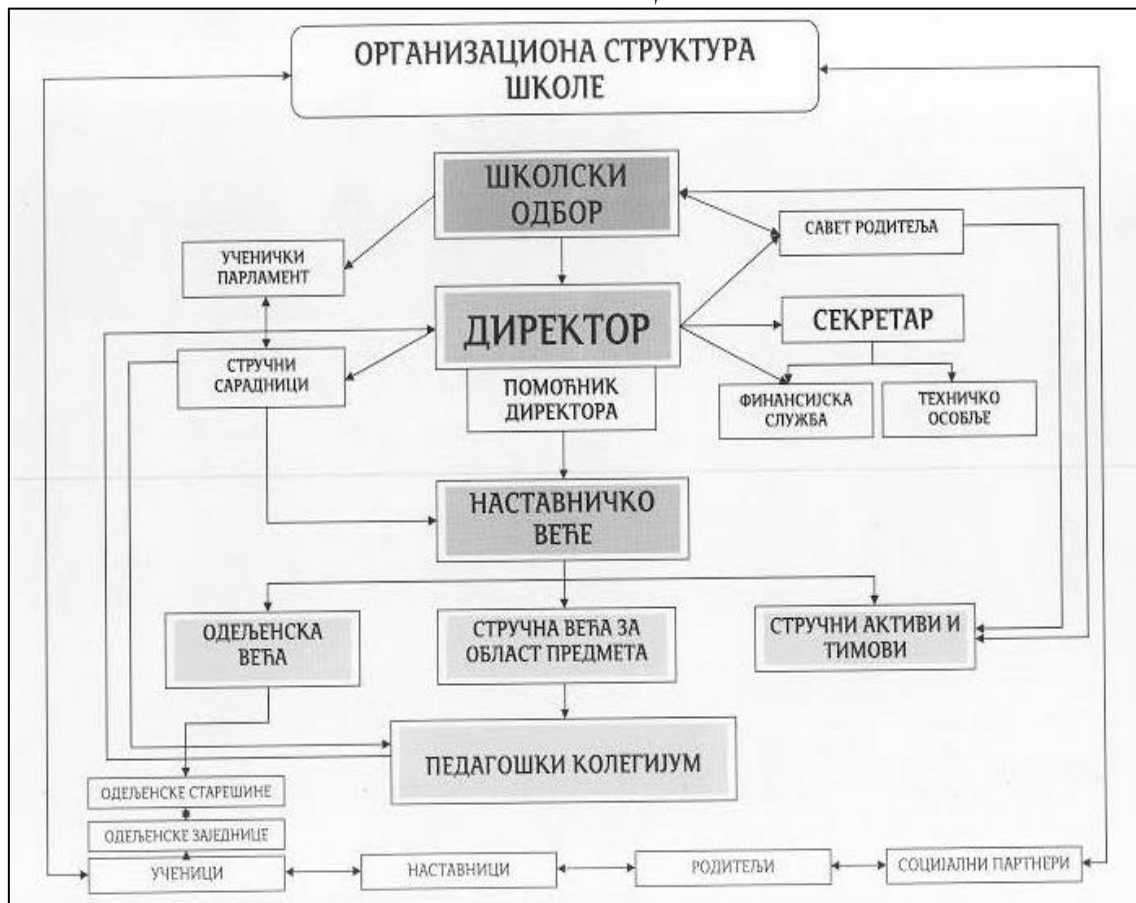 ОРГАНИЗАЦИОНА СТРУКТУРА
ШКОЛЕ
ШКОЛСКИ
ОДБОР
САВЕТ РОДИТЕЉА
УЧЕНИЧКИ
ПАРЛАМЕНТ
ДИРЕКТОР
СЕКРЕТАР
СТРУЧНИ
САРАДНИЦИ
ПОМОЋНИК
ДИРЕКТОРА
ФИНАНСИЈСКА
СЛУЖБА
ТЕХНИЧКО
ОСОБЉЕ
НАСТАВНИЧКО
ВЕЋЕ
ОДЕЉЕНСКА
ВЕЋА
СТРУЧНА ВЕЋА ЗА
ОБЛАСТ ПРЕДМЕТА
СТРУЧНИ АКТИВИ И
ТИМОВИ
ПЕДАГОШКИ КОЛЕГИЈУМ
ОДЕЉЕНСКЕ СТАРЕШИНЕ
ОДЕЉЕНСКЕ ЗАЈЕДНИЦЕ
УЧЕНИЦИ
НАСТАВНИЦИ
РОДИТЕЉИ
СОЦИЈАЛНИ ПАРТНЕРИ